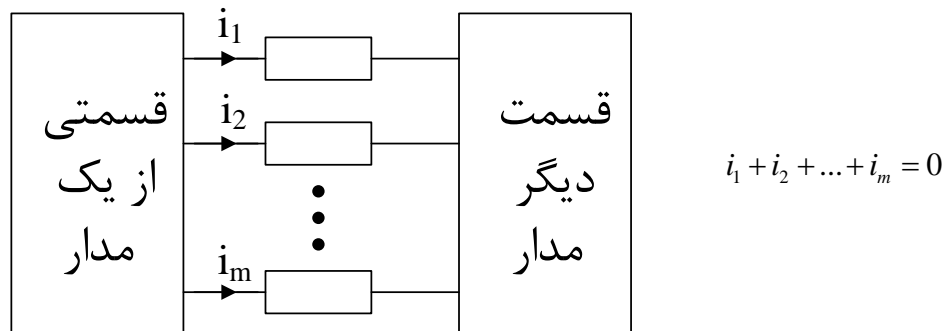 i₁
i₂
iₘ
قسمتی
از یک
مدار
قسمت
دیگر
مدار
i₁ + i₂ + ... + iₘ = 0